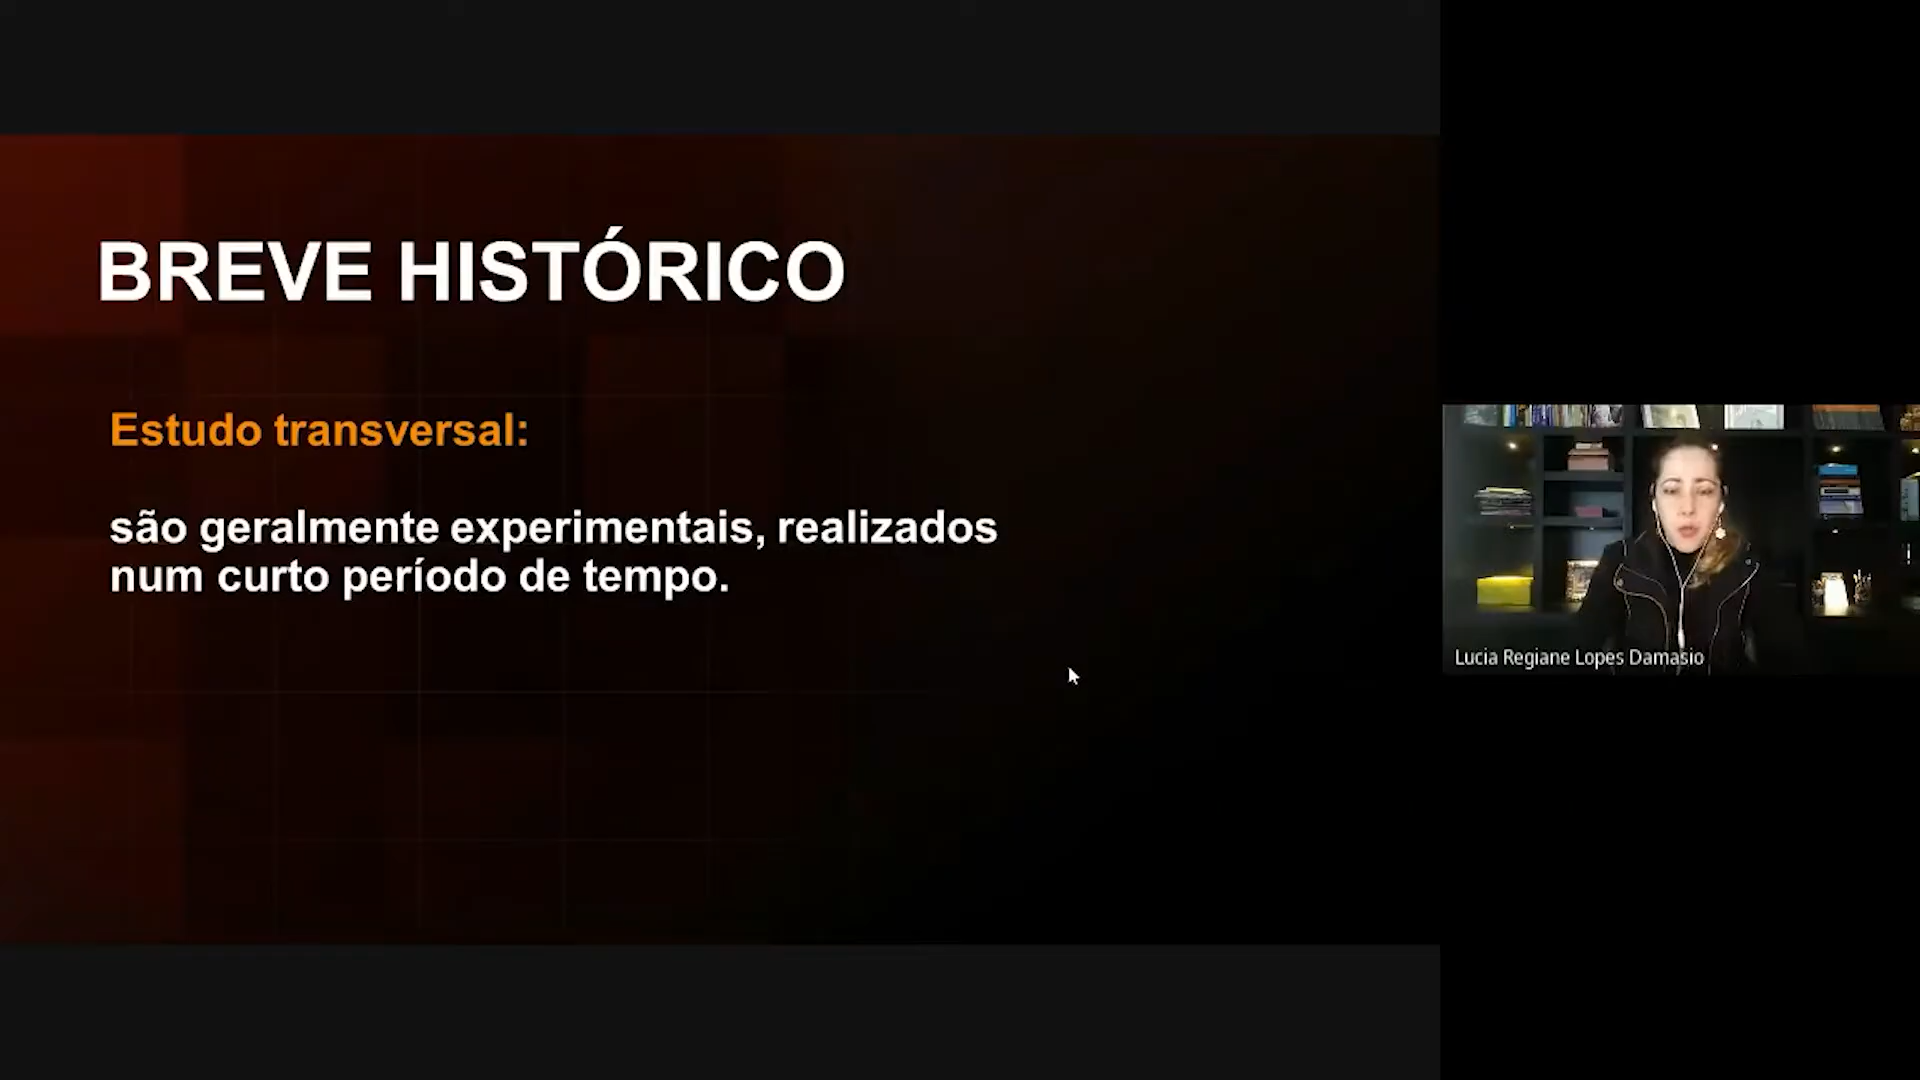 BREVE HISTÓRICO
Estudo transversal:
são geralmente experimentais, realizados
num curto período de tempo.
Lucia Regiane Lopes Damasio